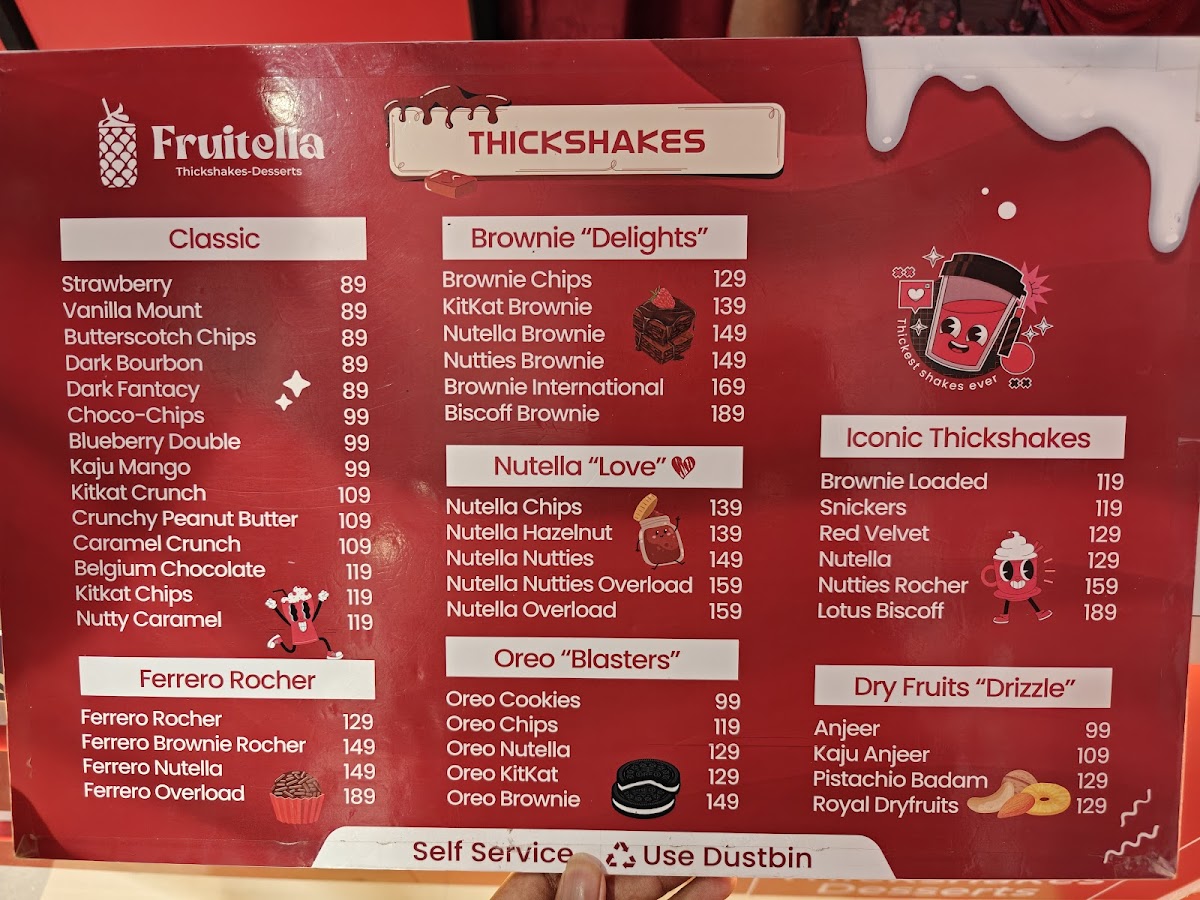 Fruitella
Thickshakes-Desserts
THICKSHAKES
Classic
Strawberry 89
Vanilla Mount 89
Butterscotch Chips 89
Dark Bourbon 89
Dark Fantacy 89
Choco-Chips 99
Blueberry Double 99
Kaju Mango 99
Kitkat Crunch 109
Crunchy Peanut Butter 109
Caramel Crunch 109
Belgium Chocolate 119
Kitkat Chips 119
Nutty Caramel 119
Ferrero Rocher
Ferrero Rocher 129
Ferrero Brownie Rocher 149
Ferrero Nutella 149
Ferrero Overload 189
Brownie “Delights”
Brownie Chips 129
KitKat Brownie 139
Nutella Brownie 149
Nutties Brownie 149
Brownie International 169
Biscoff Brownie 189
Nutella “Love”
Nutella Chips 139
Nutella Hazelnut 139
Nutella Nutties 149
Nutella Nutties Overload 159
Nutella Overload 159
Oreo “Blasters”
Oreo Cookies 99
Oreo Chips 119
Oreo Nutella 129
Oreo KitKat 129
Oreo Brownie 149
Thickest shakes ever
Iconic Thickshakes
Brownie Loaded 119
Snickers 119
Red Velvet 129
Nutella 129
Nutties Rocher 159
Lotus Biscoff 189
Dry Fruits “Drizzle”
Anjeer 99
Kaju Anjeer 109
Pistachio Badam 129
Royal Dryfruits 129
Self Service Use Dustbin
Desserts